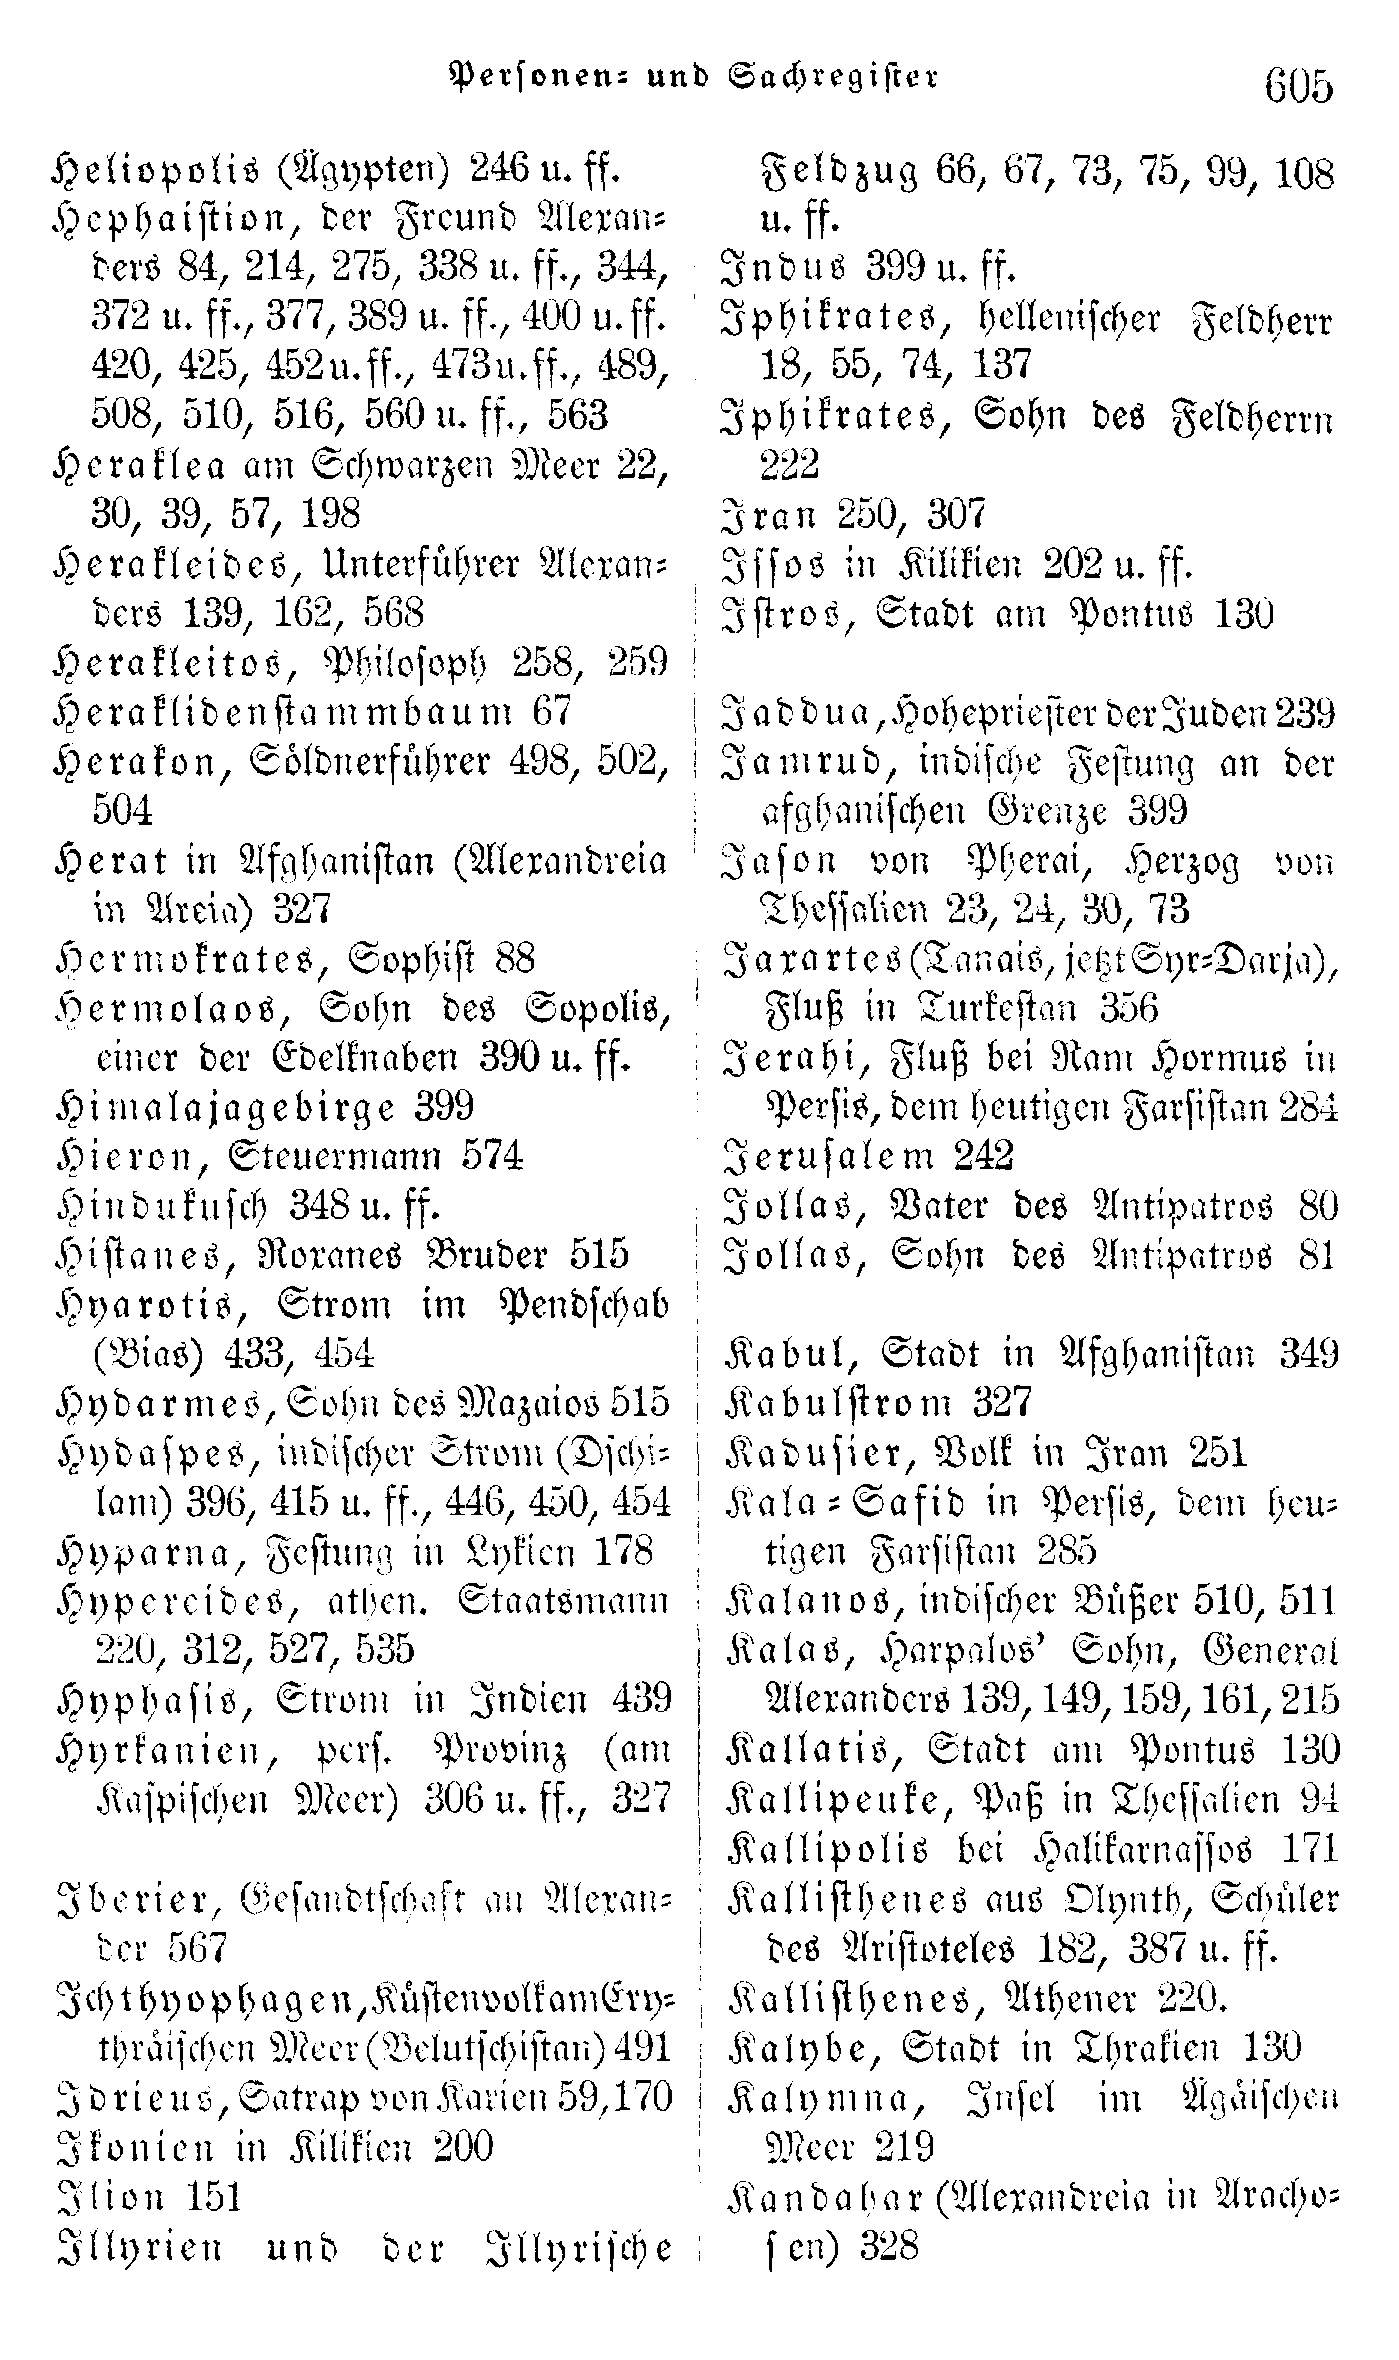 Personen- und Sachregister
605
Heliopolis (Ägypten) 246 u. ff.
Hephaistion, der Freund Alexan-
ders 84, 214, 275, 338 u. ff., 344,
372 u. ff., 377, 389 u. ff., 400 u. ff.
420, 425, 452 u. ff., 473 u. ff., 489,
508, 510, 516, 560 u. ff., 563
Heraklea am Schwarzen Meer 22,
30, 39, 57, 198
Herakleides, Unterführer Alexan-
ders 139, 162, 568
Herakleitos, Philosoph 258, 259
Heraklidenstammbaum 67
Herakon, Söldnerführer 498, 502,
504
Herat in Afghanistan (Alexandreia
in Areia) 327
Hermokrates, Sophist 88
Hermolaos, Sohn des Sopolis,
einer der Edelknaben 390 u. ff.
Himalajagebirge 399
Hieron, Steuermann 574
Hindukusch 348 u. ff.
Histanes, Roxanes Bruder 515
Hyarotis, Strom im Pendschab
(Bias) 433, 454
Hydarmes, Sohn des Mazaios 515
Hydaspes, indischer Strom (Dschi-
lam) 396, 415 u. ff., 446, 450, 454
Hyparna, Festung in Lykien 178
Hypereides, athen. Staatsmann
220, 312, 527, 535
Hyphasis, Strom in Indien 439
Hyrkanien, pers. Provinz (am
Kaspischen Meer) 306 u. ff., 327
Iberier, Gesandtschaft an Alexan-
der 567
Ichthyophagen, Küstenvolk am Ery-
thräischen Meer (Belutschistan) 491
Idrieus, Satrap von Karien 59, 170
Ikonien in Kilikien 200
Ilion 151
Illyrien und der Illyrische
Feldzug 66, 67, 73, 75, 99, 108
u. ff.
Indus 399 u. ff.
Iphikrates, hellenischer Feldherr
18, 55, 74, 137
Iphikrates, Sohn des Feldherrn
222
Iran 250, 307
Issos in Kilikien 202 u. ff.
Istros, Stadt am Pontus 130
Jaddua, Hohepriester der Juden 239
Jamrud, indische Festung an der
afghanischen Grenze 399
Jason von Pherai, Herzog von
Thessalien 23, 24, 30, 73
Jaxartes (Tanais, jetzt Syr-Darja),
Fluß in Turkestan 356
Jerahi, Fluß bei Ram Hormus in
Persis, dem heutigen Farsistan 284
Jerusalem 242
Jollas, Vater des Antipatros 80
Jollas, Sohn des Antipatros 81
Kabul, Stadt in Afghanistan 349
Kabulstrom 327
Kadusier, Volk in Iran 251
Kala-Safid in Persis, dem heu-
tigen Farsistan 285
Kalanos, indischer Büßer 510, 511
Kalas, Harpalos' Sohn, General
Alexanders 139, 149, 159, 161, 215
Kallatis, Stadt am Pontus 130
Kallipeuke, Paß in Thessalien 94
Kallipolis bei Halikarnassos 171
Kallisthenes aus Olynth, Schüler
des Aristoteles 182, 387 u. ff.
Kallisthenes, Athener 220.
Kalybe, Stadt in Thrakien 130
Kalymna, Insel im Ägäischen
Meer 219
Kandahar (Alexandreia in Aracho-
sen) 328